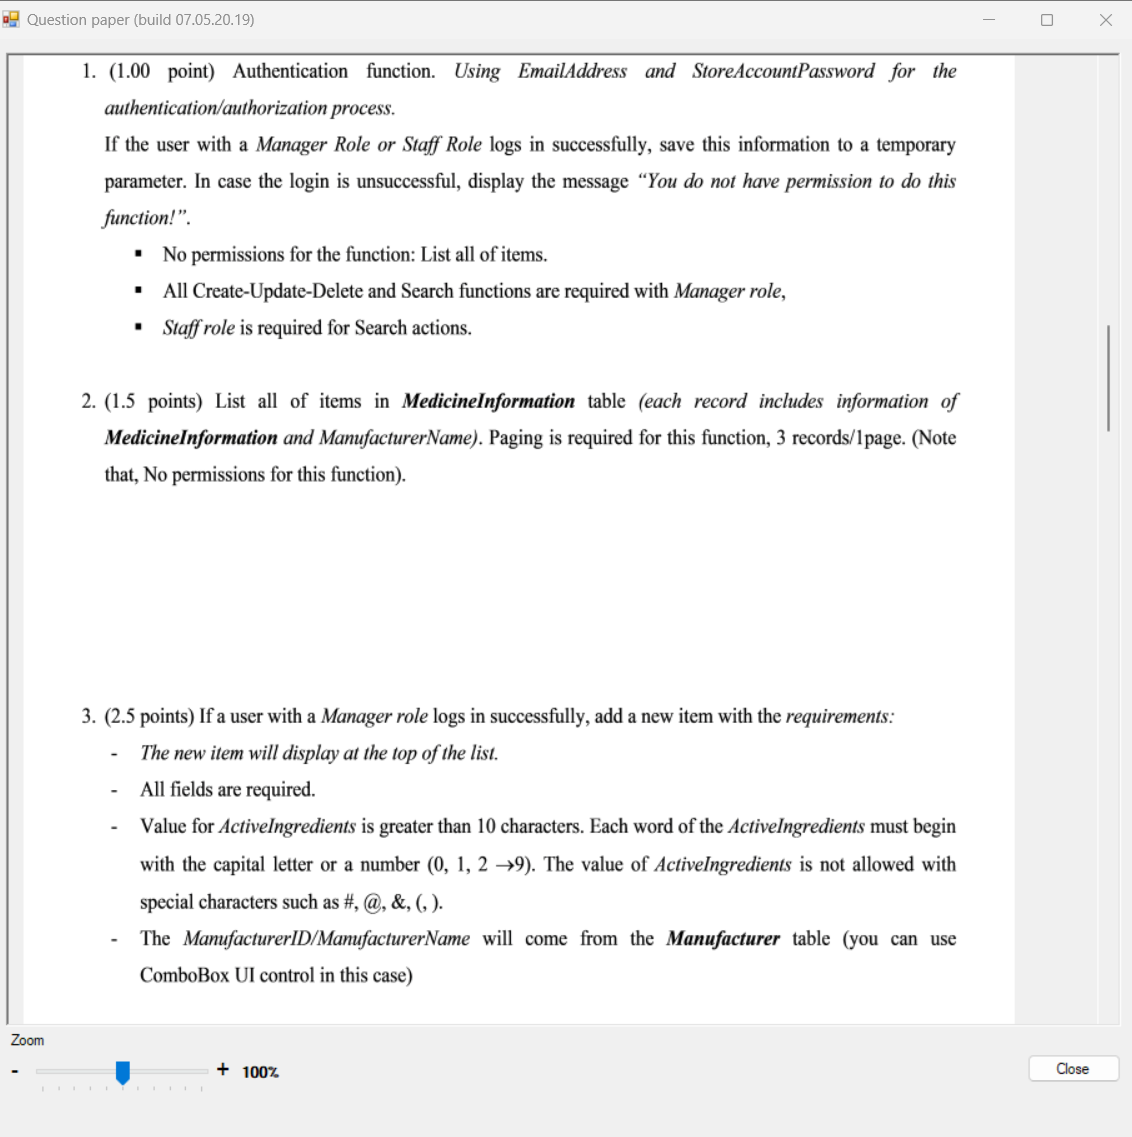 Question paper (build 07.05.20.19)
1. (1.00 point) Authentication function. Using EmailAddress and StoreAccountPassword for the
authentication/authorization process.
If the user with a Manager Role or Staff Role logs in successfully, save this information to a temporary
parameter. In case the login is unsuccessful, display the message “You do not have permission to do this
function!”.
▪ No permissions for the function: List all of items.
▪ All Create-Update-Delete and Search functions are required with Manager role,
▪ Staff role is required for Search actions.
2. (1.5 points) List all of items in MedicineInformation table (each record includes information of
MedicineInformation and ManufacturerName). Paging is required for this function, 3 records/1page. (Note
that, No permissions for this function).
3. (2.5 points) If a user with a Manager role logs in successfully, add a new item with the requirements:
- The new item will display at the top of the list.
- All fields are required.
- Value for ActiveIngredients is greater than 10 characters. Each word of the ActiveIngredients must begin
with the capital letter or a number (0, 1, 2 →9). The value of ActiveIngredients is not allowed with
special characters such as #, @, &, (, ).
- The ManufacturerID/ManufacturerName will come from the Manufacturer table (you can use
ComboBox UI control in this case)
Zoom
- + 100%
Close